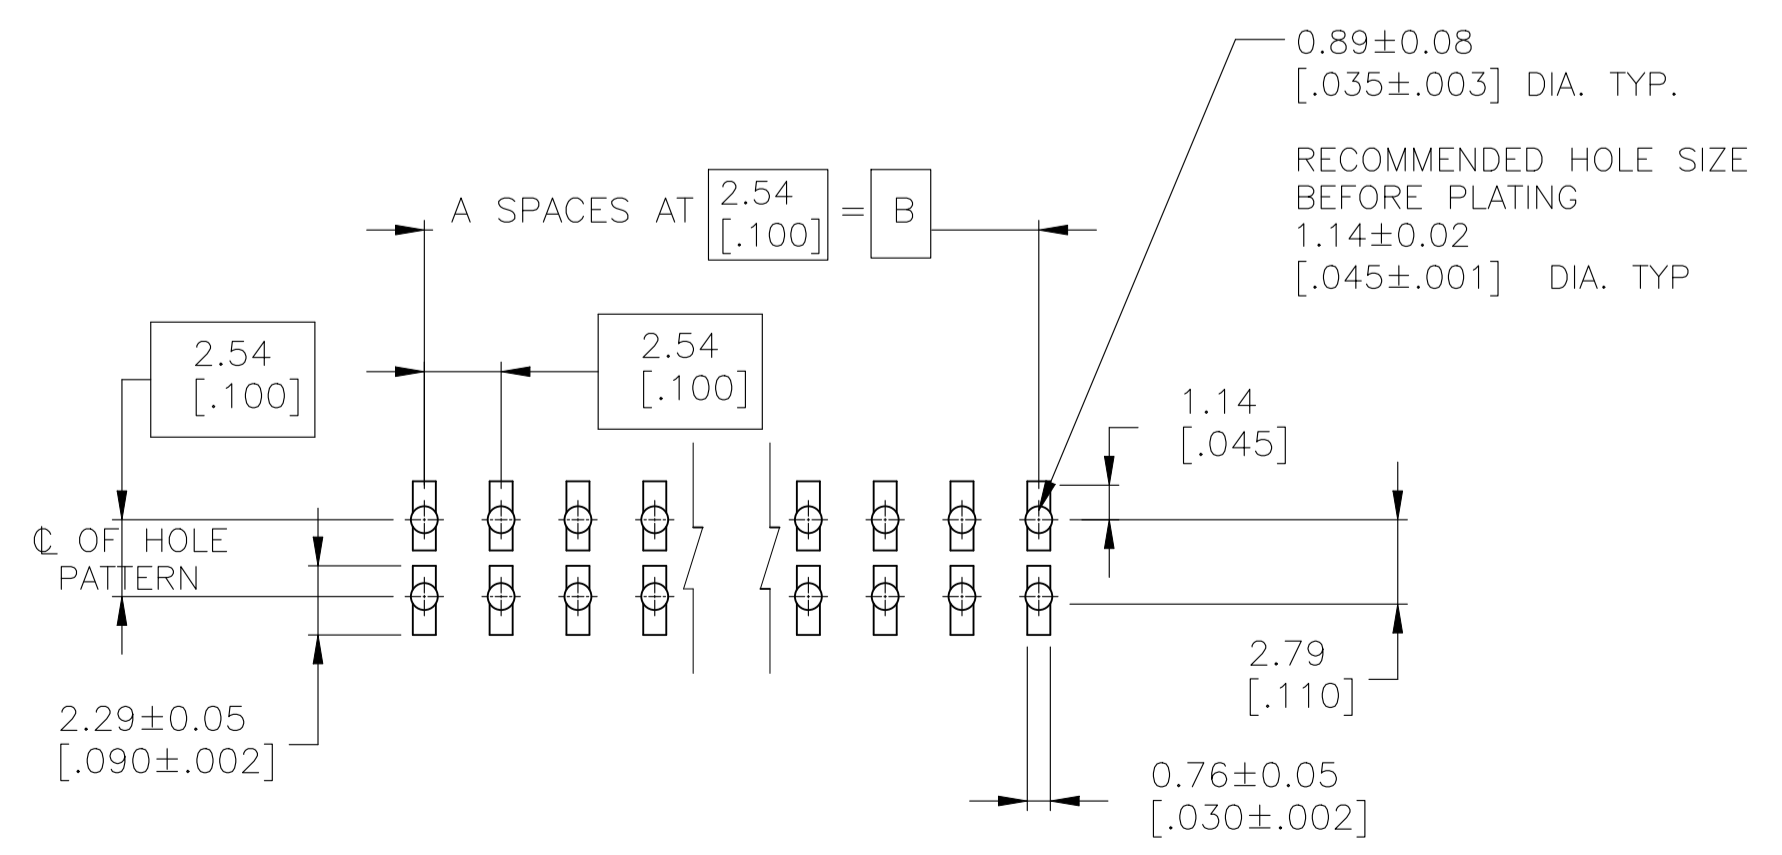 0.89±0.08
[.035±.003] DIA. TYP.
RECOMMENDED HOLE SIZE
BEFORE PLATING
1.14±0.02
[.045±.001] DIA. TYP
A SPACES AT 2.54 [.100] = B
2.54
[.100]
2.54
[.100]
1.14
[.045]
℄ OF HOLE
PATTERN
2.79
[.110]
2.29±0.05
[.090±.002]
0.76±0.05
[.030±.002]